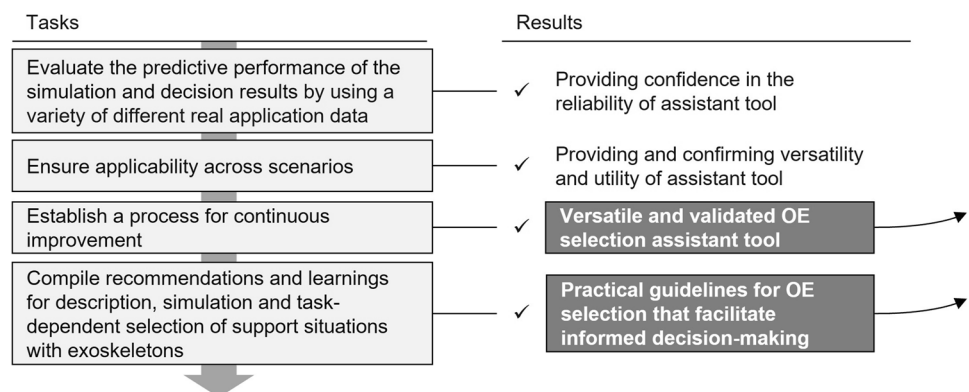 Tasks
Results
Evaluate the predictive performance of the
simulation and decision results by using a
variety of different real application data
Providing confidence in the
reliability of assistant tool
Ensure applicability across scenarios
Providing and confirming versatility
and utility of assistant tool
Establish a process for continuous
improvement
Versatile and validated OE
selection assistant tool
Compile recommendations and learnings
for description, simulation and task-
dependent selection of support situations
with exoskeletons
Practical guidelines for OE
selection that facilitate
informed decision-making